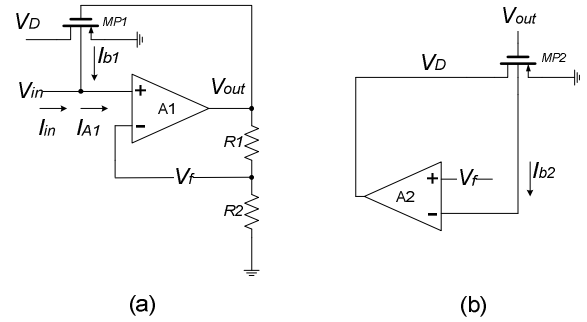 V_D
MP1
I_b1
V_in
+
A1
V_out
I_in
I_A1
-
R1
V_f
R2
(a)
V_out
MP2
V_D
+
V_f
A2
-
I_b2
(b)